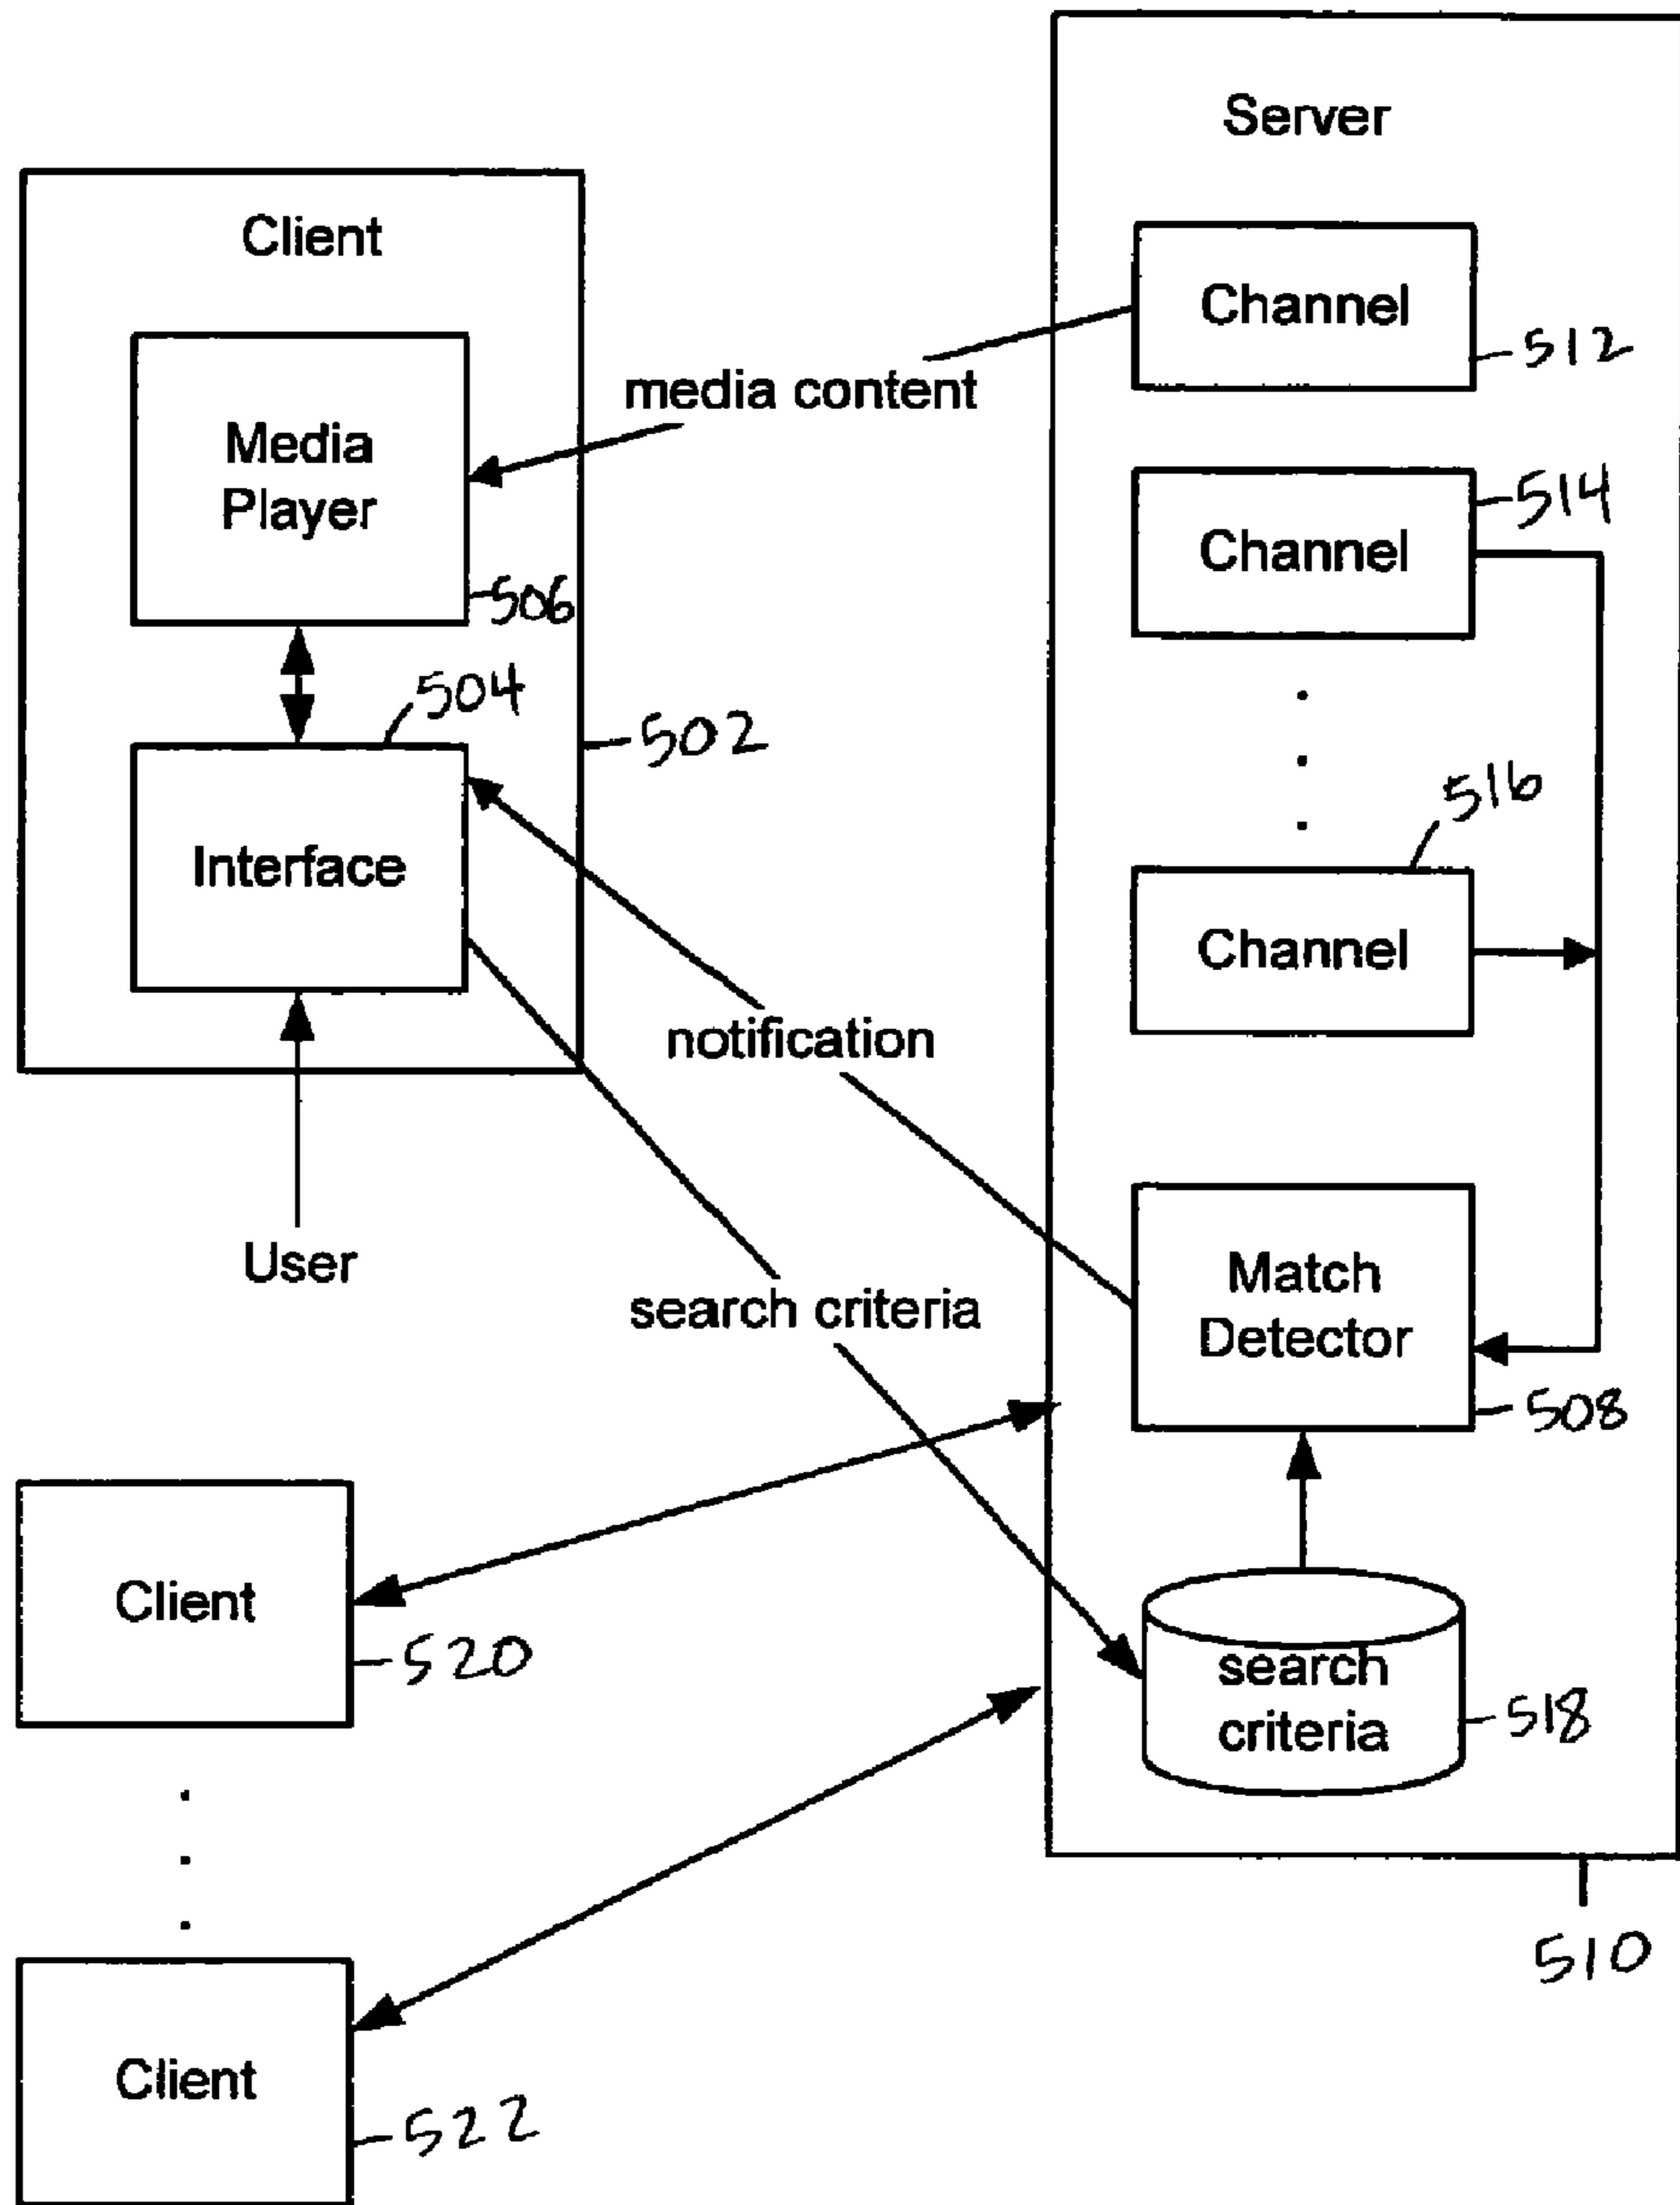 Server
Client
Channel
512
media content
Media
Player
506
514
Channel
504
502
516
Interface
Channel
notification
User
Match
Detector
search criteria
508
Client
520
search
criteria
518
510
Client
522